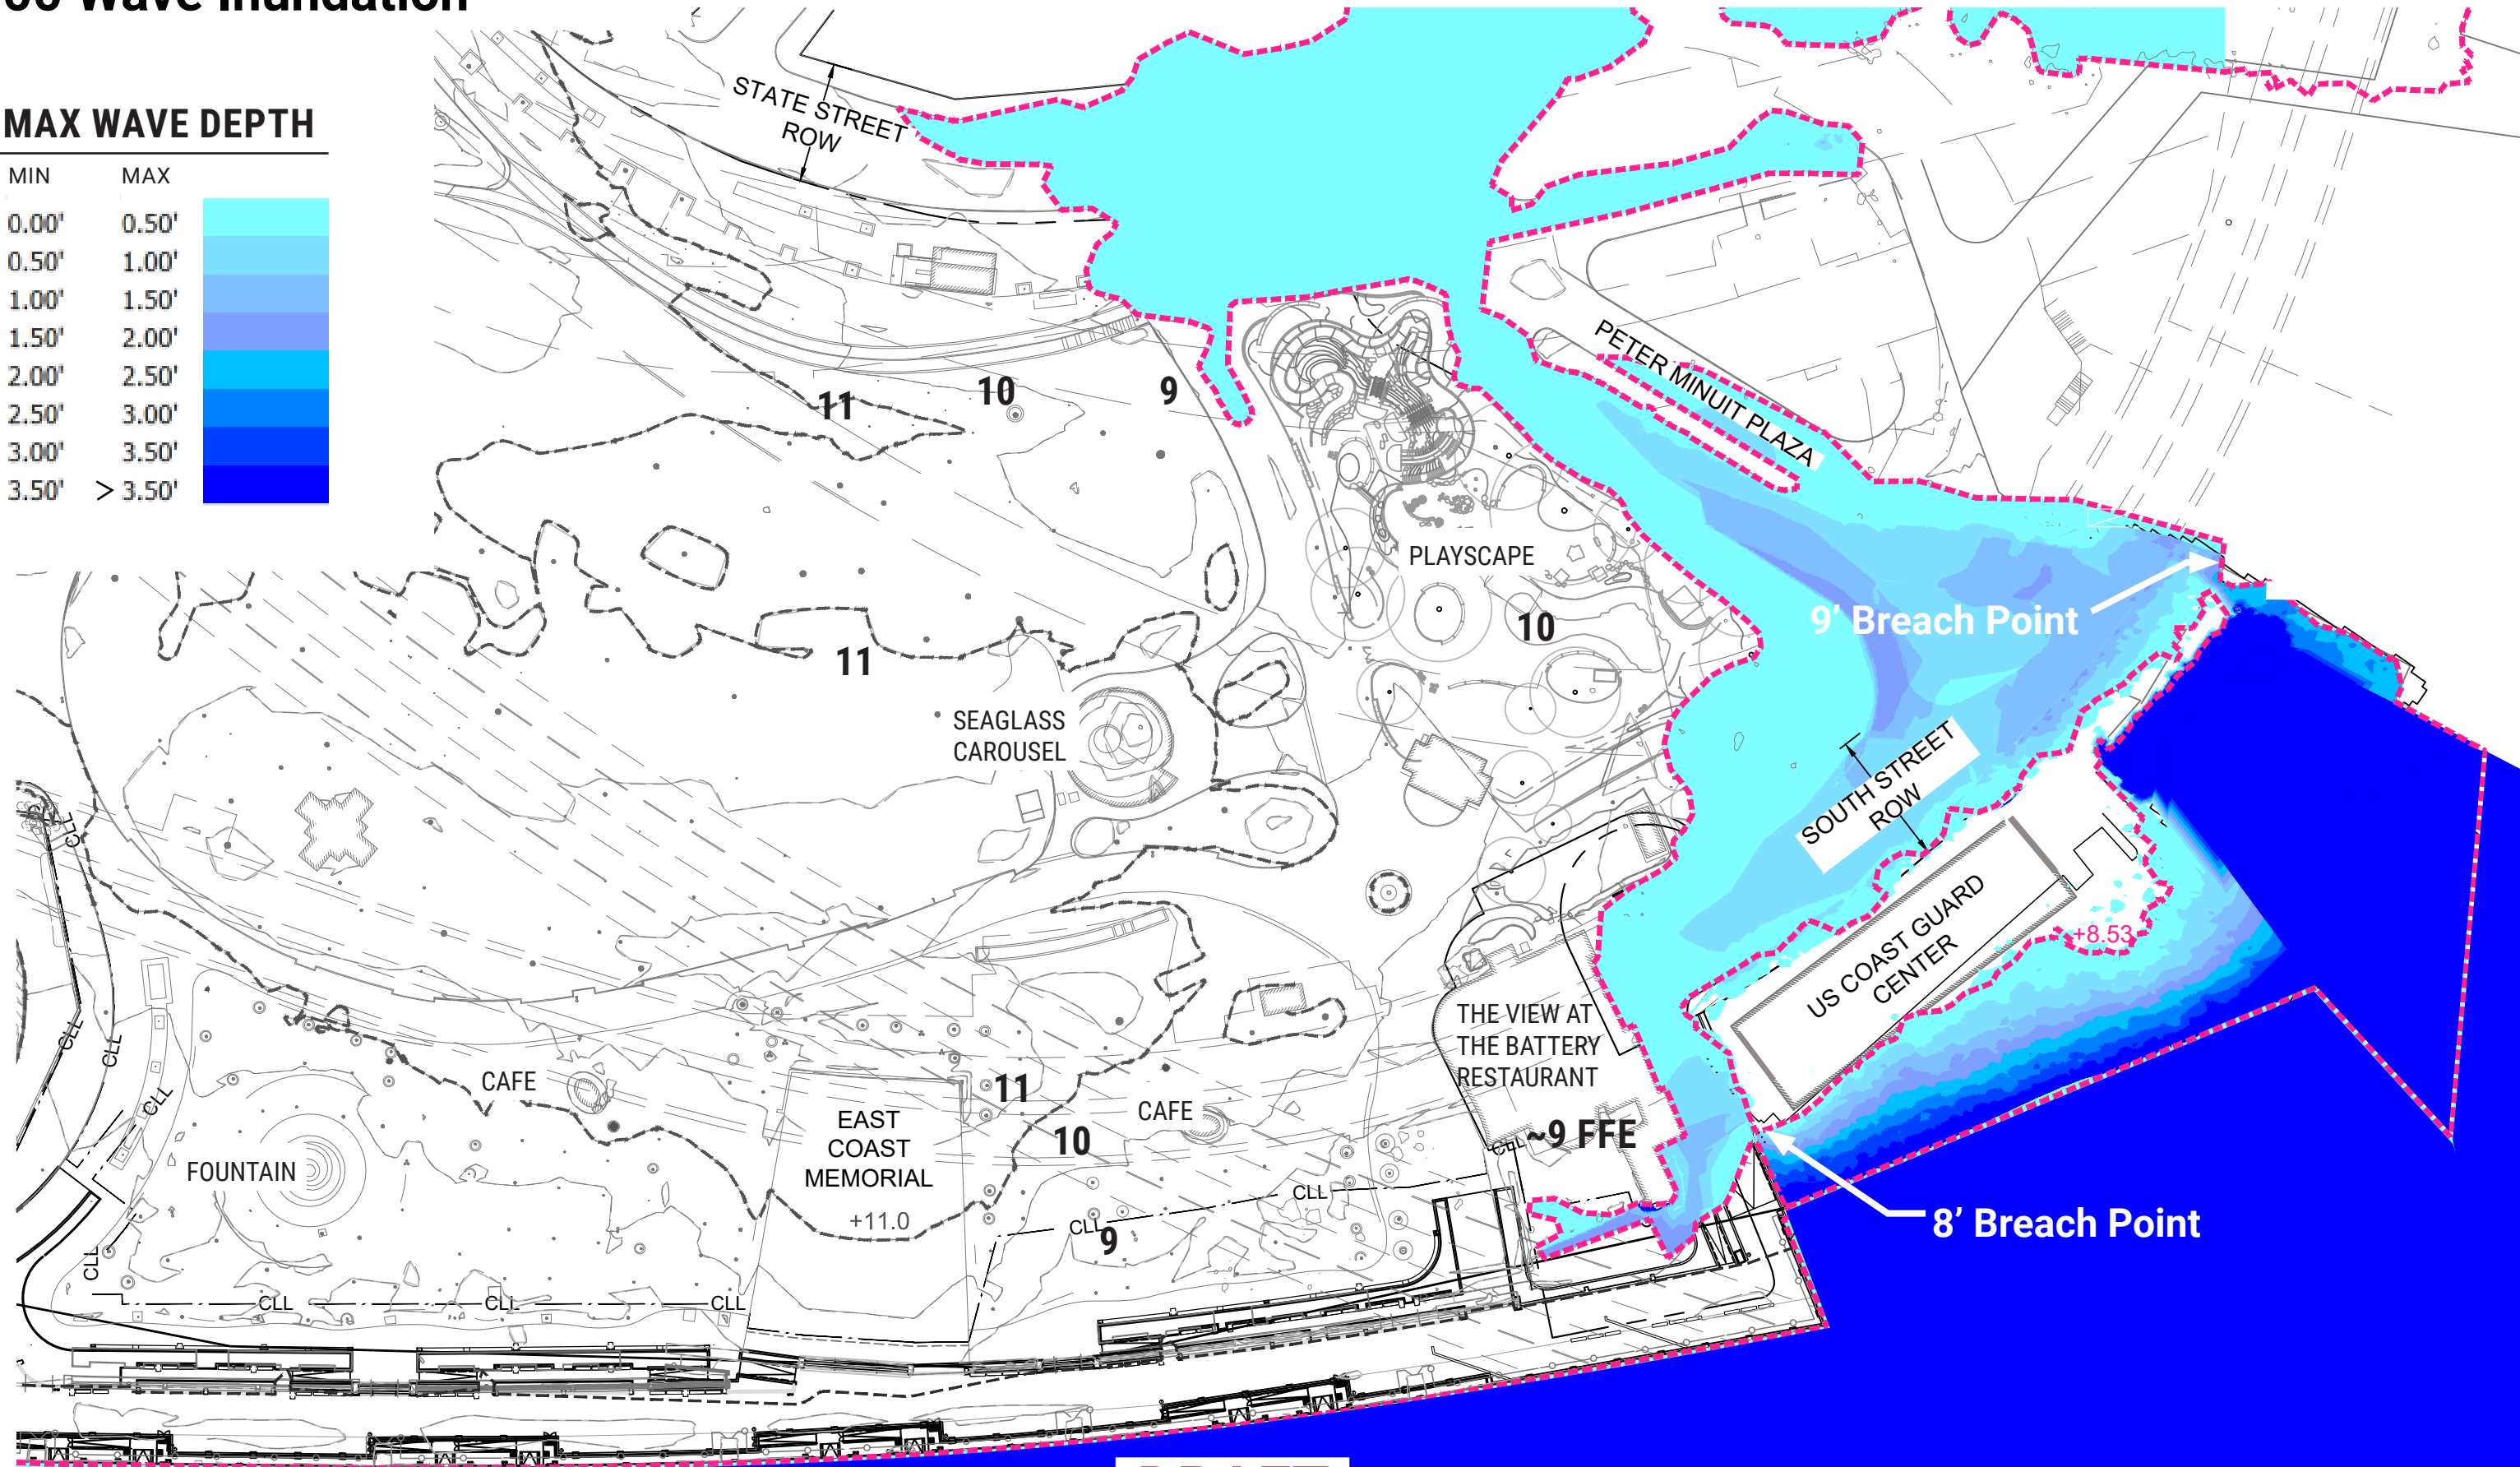 Wave Inundation
MAX WAVE DEPTH
MIN MAX
0.00' 0.50'
0.50' 1.00'
1.00' 1.50'
1.50' 2.00'
2.00' 2.50'
2.50' 3.00'
3.00' 3.50'
3.50' > 3.50'
STATE STREET
ROW
PETER MINUIT PLAZA
11
10
9
PLAYSCAPE
10
9’ Breach Point
11
SEAGLASS
CAROUSEL
SOUTH STREET
ROW
US COAST GUARD
CENTER
+8.53
THE VIEW AT
THE BATTERY
RESTAURANT
~9 FFE
CLL
8’ Breach Point
CLL
CLL
CLL
CLL
CLL
CAFE
FOUNTAIN
11
10
CAFE
EAST
COAST
MEMORIAL
+11.0
CLL
CLL
9
CLL
CLL
CLL